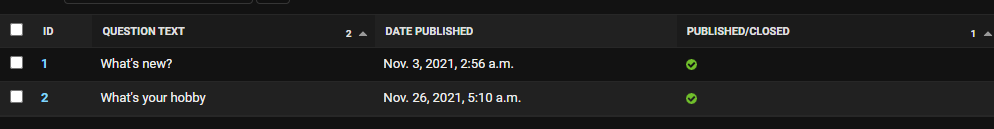 ID QUESTION TEXT 2 DATE PUBLISHED PUBLISHED/CLOSED 1
1 What's new? Nov. 3, 2021, 2:56 a.m.
2 What's your hobby Nov. 26, 2021, 5:10 a.m.